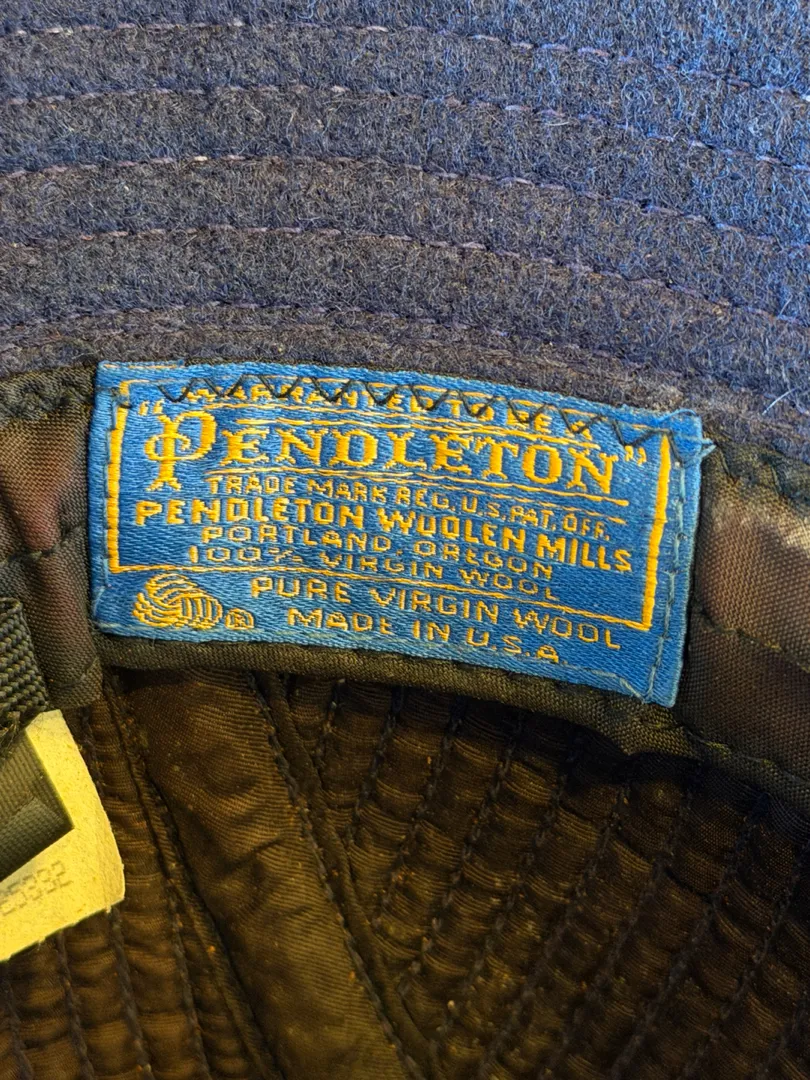 WARRANTED TO BE A
"PENDLETON"
TRADE MARK REG. U.S. PAT. OFF.
PENDLETON WOOLEN MILLS
PORTLAND, OREGON
100% VIRGIN WOOL
PURE VIRGIN WOOL
® MADE IN U.S.A.